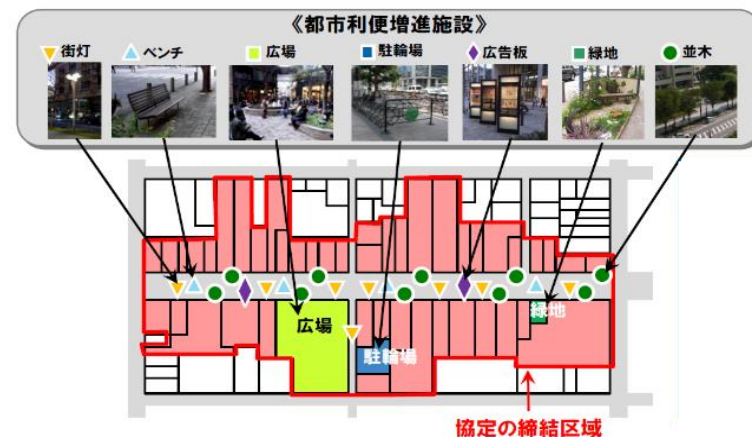 《都市利便増進施設》
街灯
ベンチ
広場
駐輪場
広告板
緑地
並木
広場
緑地
駐輪場
協定の締結区域